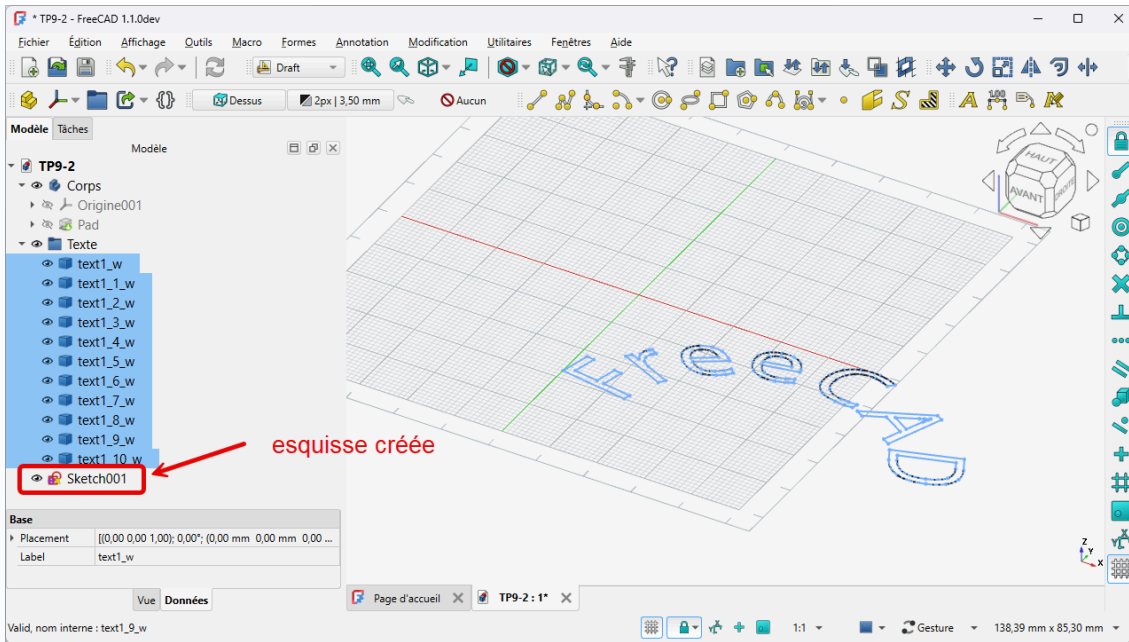 * TP9-2 - FreeCAD 1.1.0dev
Fichier Édition Affichage Outils Macro Formes Annotation Modification Utilitaires Fenêtres Aide
Draft
Dessus 2px | 3,50 mm Aucun
Modèle Tâches
Modèle
TP9-2
Corps
Origine001
Pad
Texte
text1_w
text1_1_w
text1_2_w
text1_3_w
text1_4_w
text1_5_w
text1_6_w
text1_7_w
text1_8_w
text1_9_w
text1_10_w
Sketch001
esquisse créée
HAUT
AVANT
DROITE
FreeCAD
Base
Placement [(0,00 0,00 1,00); 0,00°; (0,00 mm 0,00 mm 0,00 ...
Label text1_w
Z
Y
X
Vue Données
Page d'accueil TP9-2 : 1*
Valid, nom interne : text1_9_w
1:1 Gesture 138,39 mm x 85,30 mm